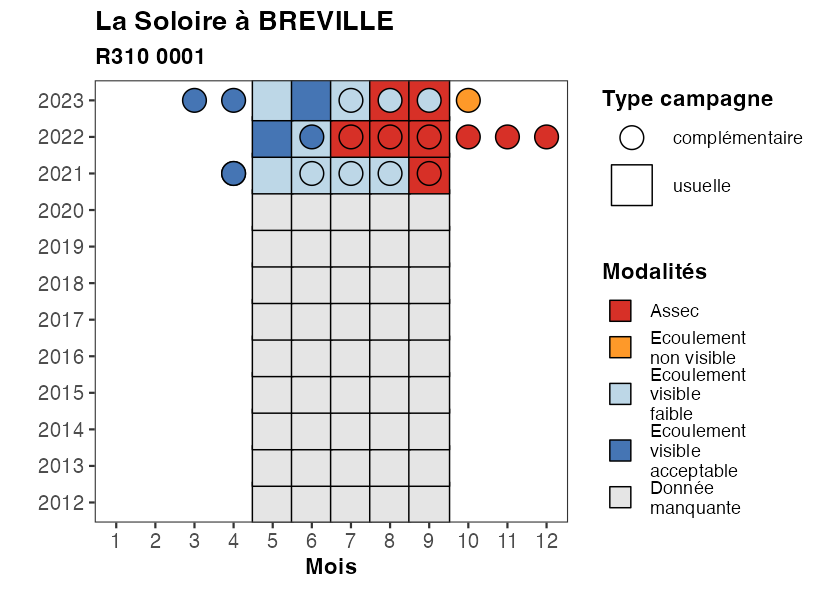 La Soloire à BREVILLE
R310 0001
2023
2022
2021
2020
2019
2018
2017
2016
2015
2014
2013
2012
1 2 3 4 5 6 7 8 9 10 11 12
Mois
Type campagne
complémentaire
usuelle
Modalités
Assec
Ecoulement
non visible
Ecoulement
visible
faible
Ecoulement
visible
acceptable
Donnée
manquante